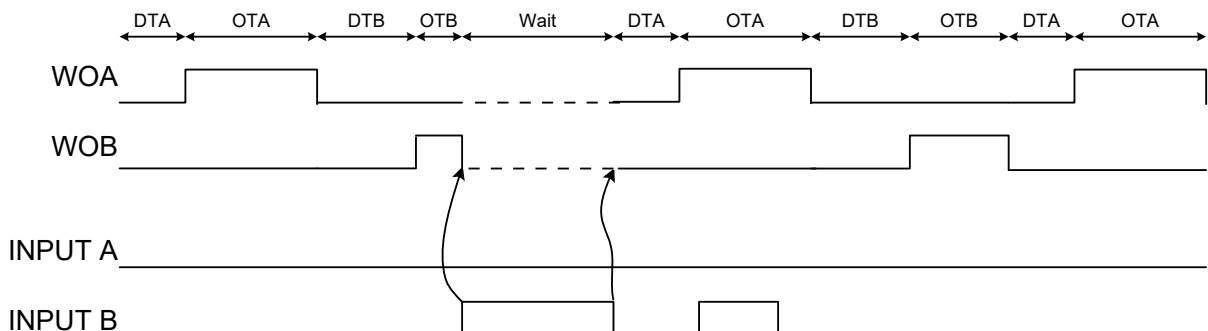 DTA OTA DTB OTB Wait DTA OTA DTB OTB DTA OTA
WOA
WOB
INPUT A
INPUT B